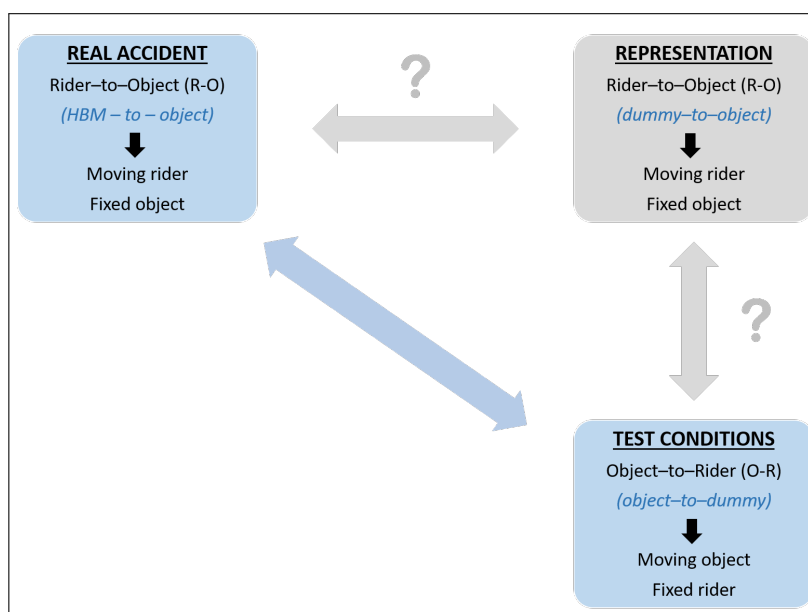 REAL ACCIDENT
Rider–to–Object (R-O)
(HBM – to – object)
Moving rider
Fixed object
?
REPRESENTATION
Rider–to–Object (R-O)
(dummy–to–object)
Moving rider
Fixed object
?
TEST CONDITIONS
Object–to–Rider (O-R)
(object–to–dummy)
Moving object
Fixed rider